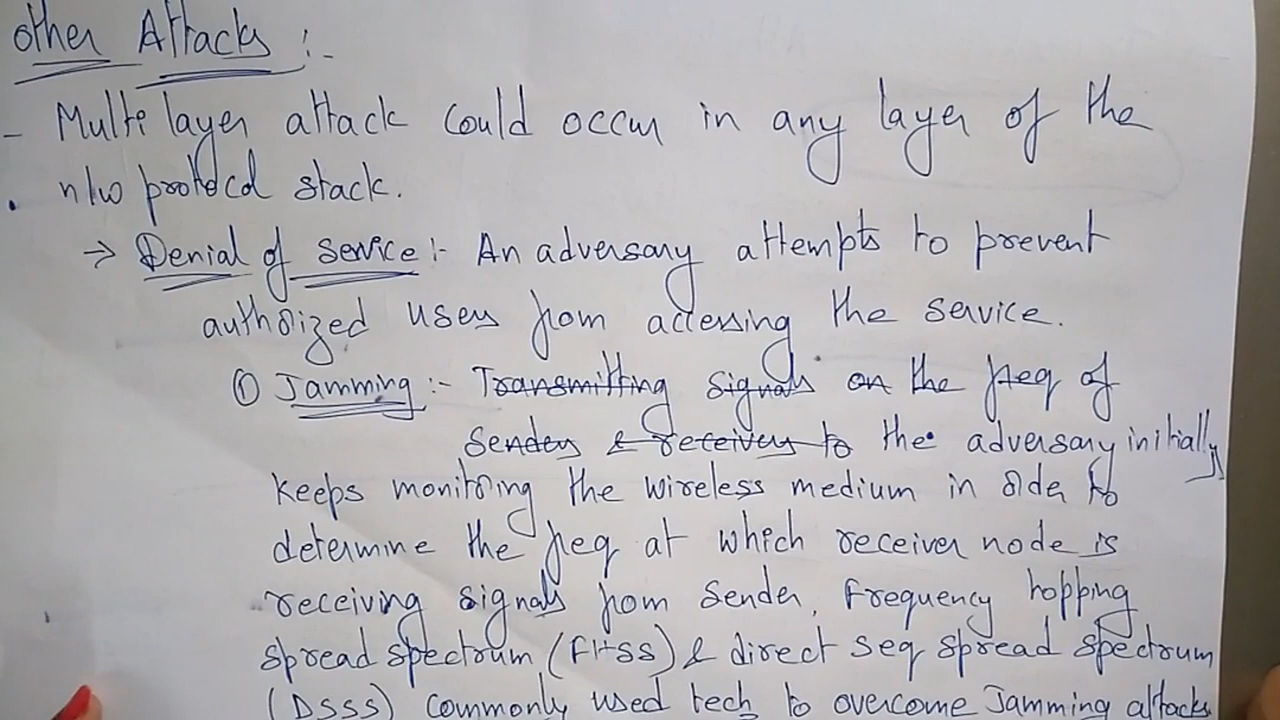 Other Attacks :-
- Multi layer attack could occur in any layer of the
n/w protocol stack.
→ Denial of service :- An adversary attempts to prevent
authorized users from accessing the service.
① Jamming :- Transmitting signals on the freq of
senders & receivers to the adversary initially
keeps monitoring the wireless medium in order to
determine the freq at which receiver node is
receiving signals from sender, Frequency hopping
spread spectrum (FHSS) & direct seq spread spectrum
(DSSS) commonly used tech to overcome Jamming attacks